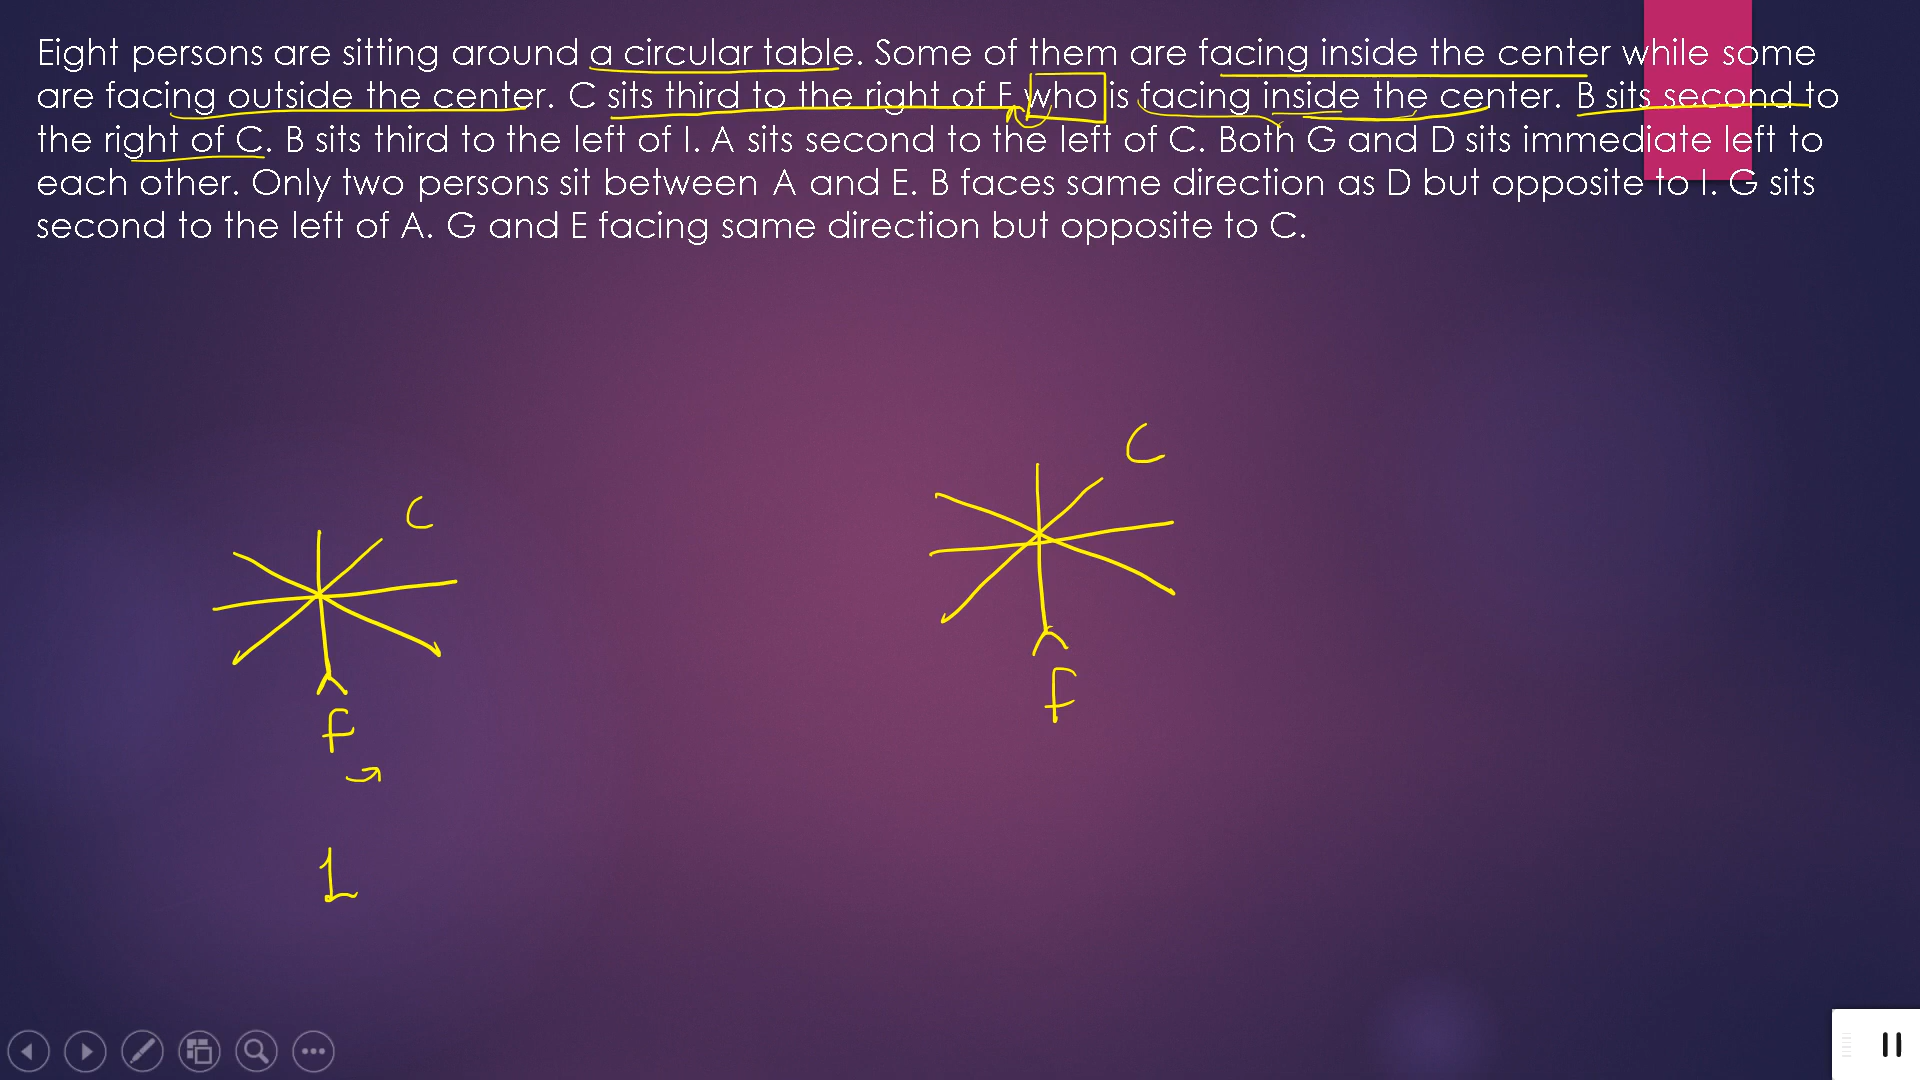 Eight persons are sitting around a circular table. Some of them are facing inside the center while some
are facing outside the center. C sits third to the right of F who is facing inside the center. B sits second to
the right of C. B sits third to the left of I. A sits second to the left of C. Both G and D sits immediate left to
each other. Only two persons sit between A and E. B faces same direction as D but opposite to I. G sits
second to the left of A. G and E facing same direction but opposite to C.
C
C
F
F
1